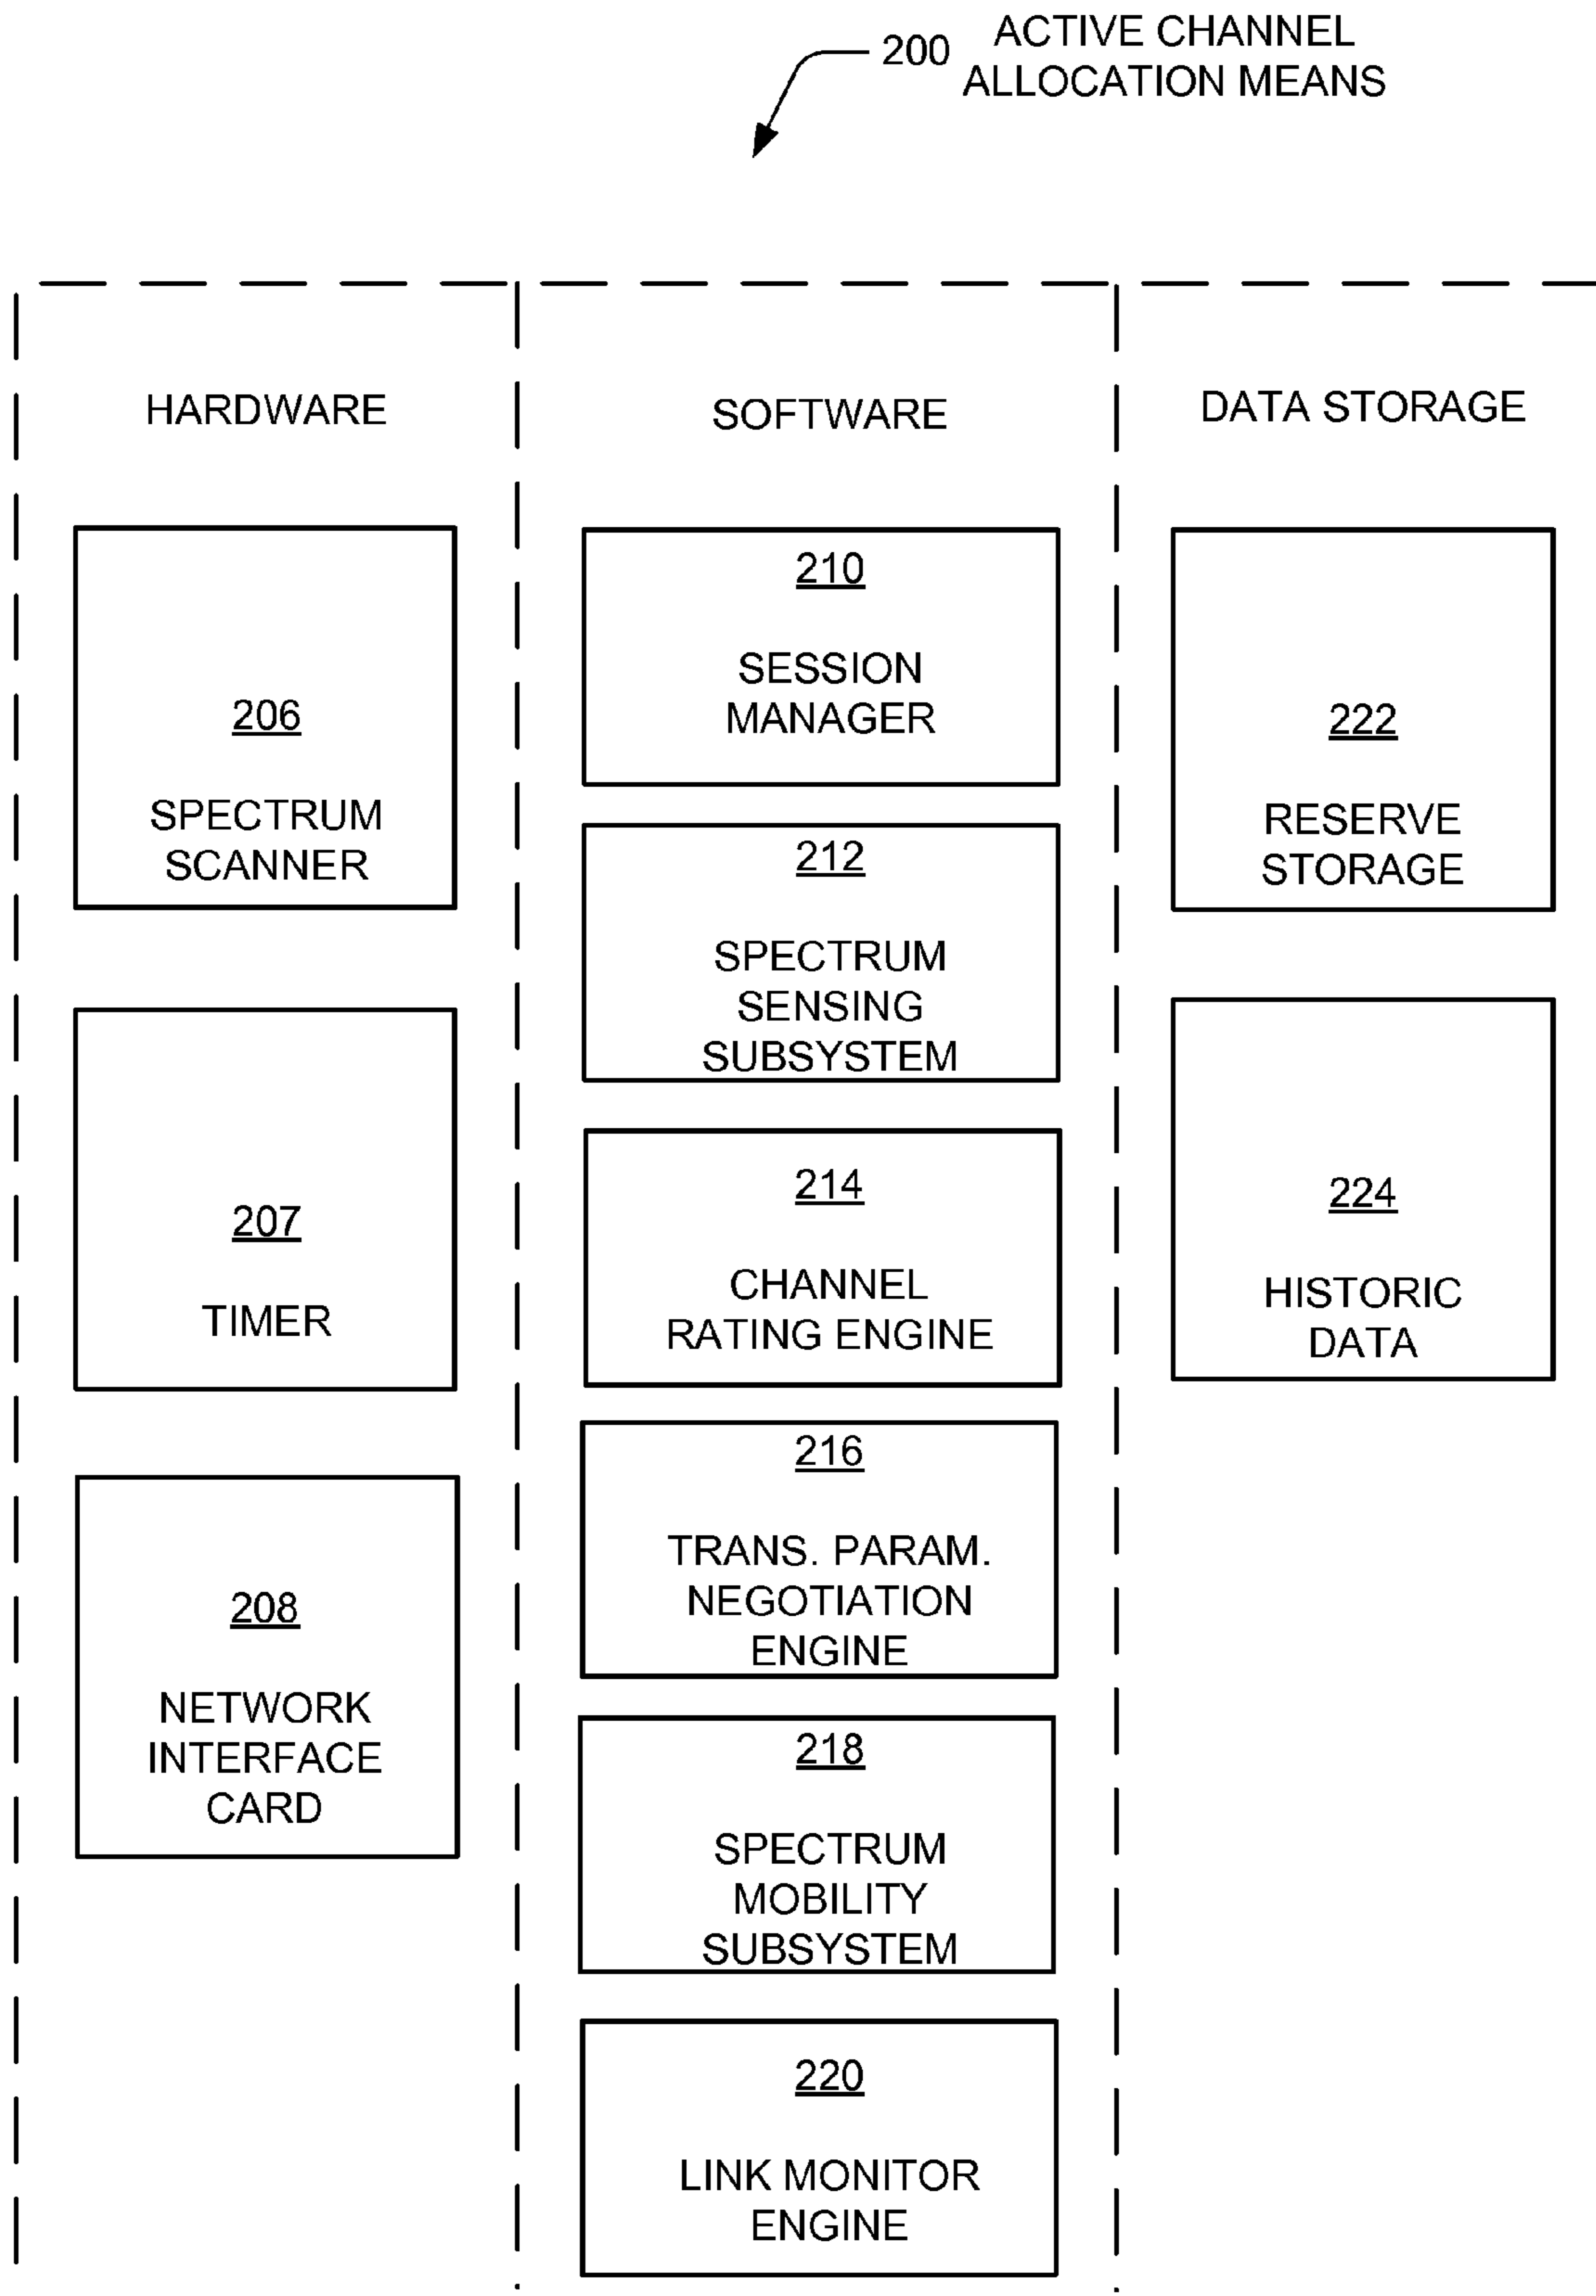 200
ACTIVE CHANNEL
ALLOCATION MEANS
HARDWARE
206
SPECTRUM
SCANNER
207
TIMER
208
NETWORK
INTERFACE
CARD
SOFTWARE
210
SESSION
MANAGER
212
SPECTRUM
SENSING
SUBSYSTEM
214
CHANNEL
RATING ENGINE
216
TRANS. PARAM.
NEGOTIATION
ENGINE
218
SPECTRUM
MOBILITY
SUBSYSTEM
220
LINK MONITOR
ENGINE
DATA STORAGE
222
RESERVE
STORAGE
224
HISTORIC
DATA